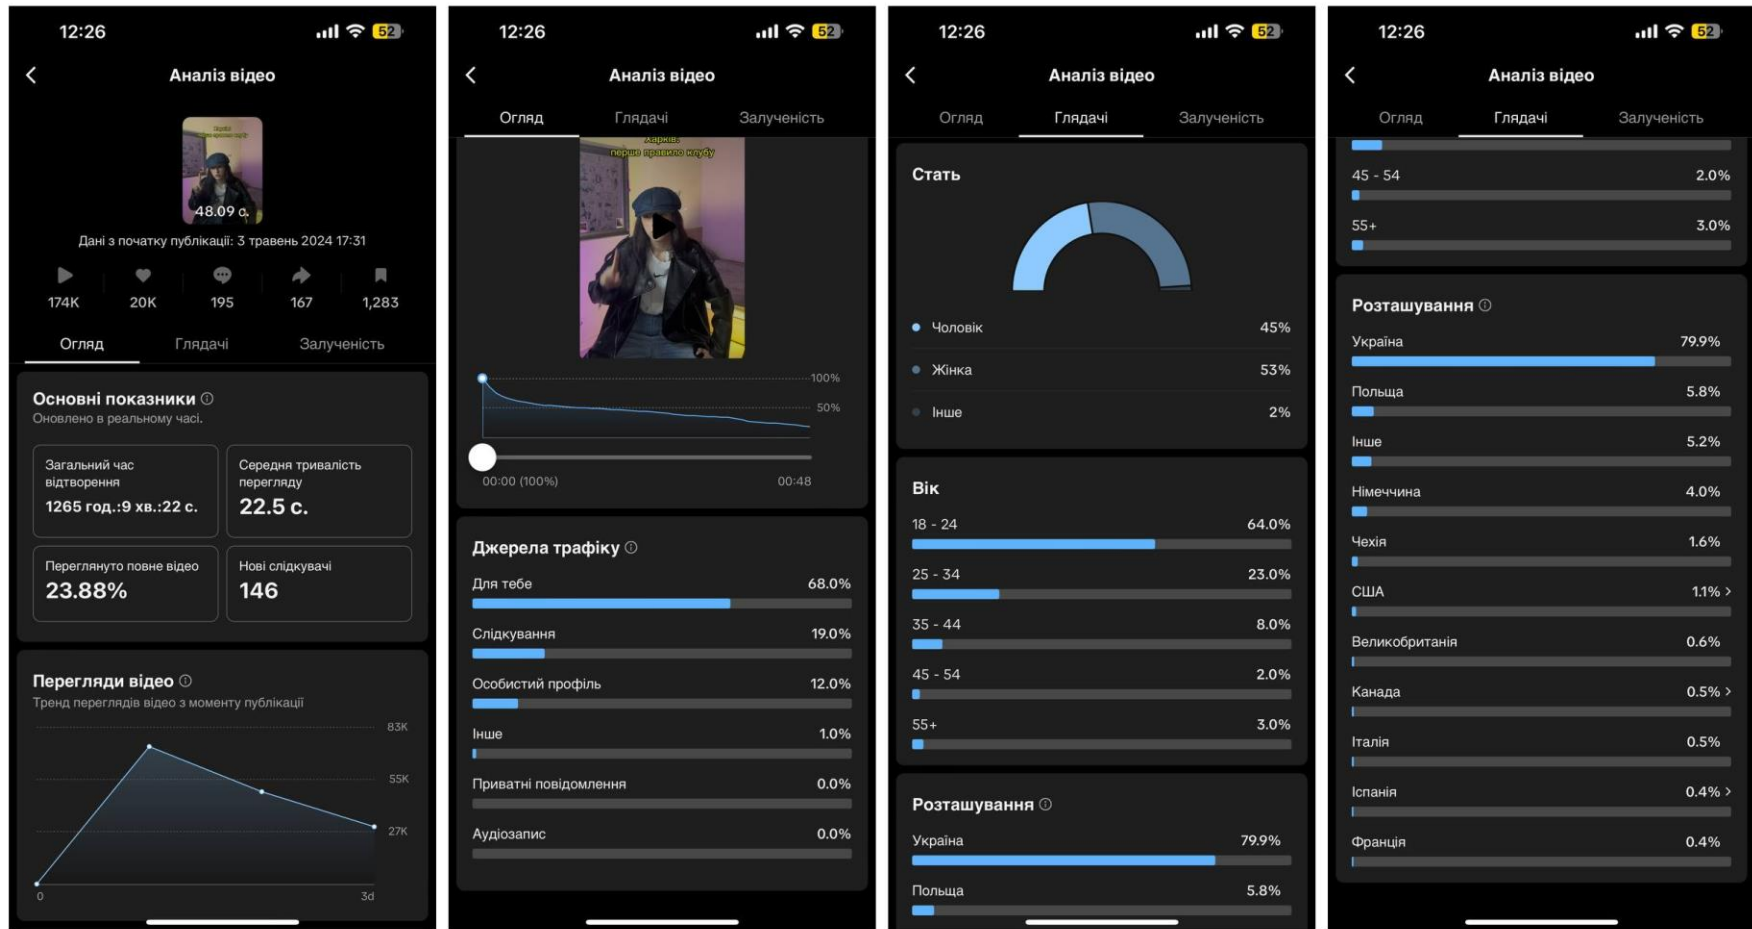 12:26
52
Аналіз відео
Харків:
перше правило клубу
48.09 с.
Дані з початку публікації: 3 травень 2024 17:31
174K
20K
195
167
1,283
Огляд
Глядачі
Залученість
Основні показники
Оновлено в реальному часі.
Загальний час
відтворення
1265 год.:9 хв.:22 с.
Середня тривалість
перегляду
22.5 с.
Переглянуто повне відео
23.88%
Нові слідкувачі
146
Перегляди відео
Тренд переглядів відео з моменту публікації
83K
55K
27K
0
3d
12:26
52
Аналіз відео
Огляд
Глядачі
Залученість
Харків:
перше правило клубу
100%
50%
00:00 (100%)
00:48
Джерела трафіку
Для тебе
68.0%
Слідкування
19.0%
Особистий профіль
12.0%
Інше
1.0%
Приватні повідомлення
0.0%
Аудіозапис
0.0%
12:26
52
Аналіз відео
Огляд
Глядачі
Залученість
Стать
Чоловік
45%
Жінка
53%
Інше
2%
Вік
18 - 24
64.0%
25 - 34
23.0%
35 - 44
8.0%
45 - 54
2.0%
55+
3.0%
Розташування
Україна
79.9%
Польща
5.8%
12:26
52
Аналіз відео
Огляд
Глядачі
Залученість
45 - 54
2.0%
55+
3.0%
Розташування
Україна
79.9%
Польща
5.8%
Інше
5.2%
Німеччина
4.0%
Чехія
1.6%
США
1.1% >
Великобританія
0.6%
Канада
0.5% >
Італія
0.5%
Іспанія
0.4% >
Франція
0.4%